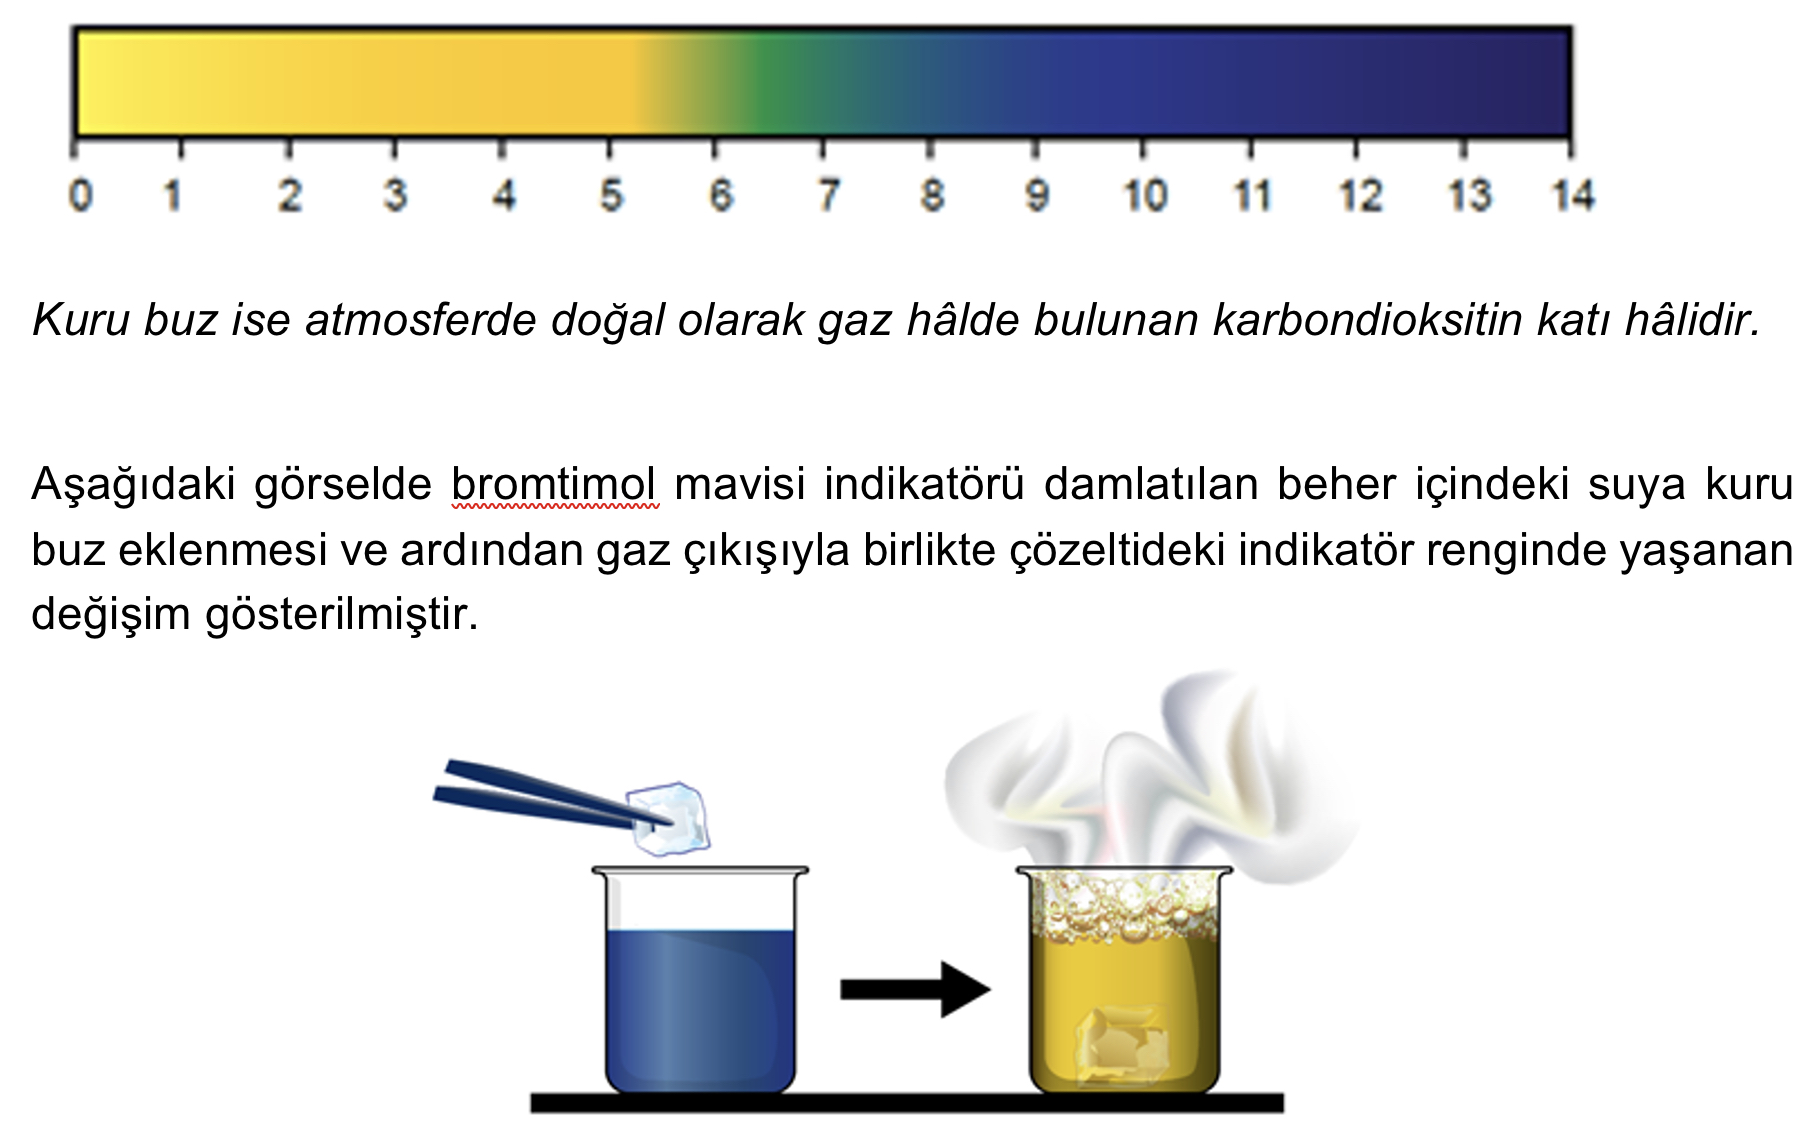 0 1 2 3 4 5 6 7 8 9 10 11 12 13 14
Kuru buz ise atmosferde doğal olarak gaz hâlde bulunan karbondioksitin katı hâlidir.
Aşağıdaki görselde bromtimol mavisi indikatörü damlatılan beher içindeki suya kuru
buz eklenmesi ve ardından gaz çıkışıyla birlikte çözeltideki indikatör renginde yaşanan
değişim gösterilmiştir.